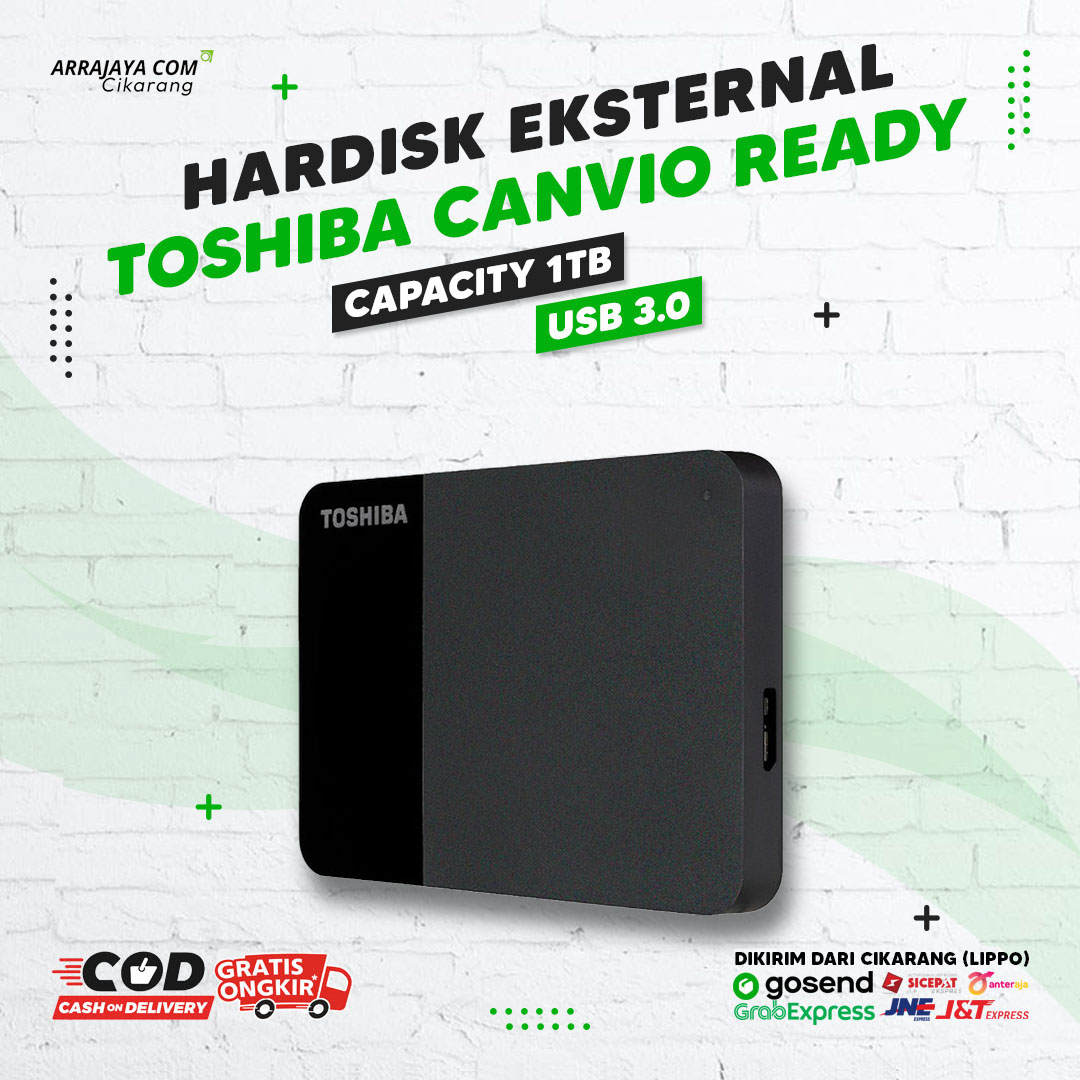 ARRAJAYA COM
Cikarang
HARDISK EKSTERNAL
TOSHIBA CANVIO READY
CAPACITY 1TB
USB 3.0
TOSHIBA
COD
CASH ON DELIVERY
GRATIS
ONGKIR
DIKIRIM DARI CIKARANG (LIPPO)
gosend SICEPAT anteraja
GrabExpress JNE EXPRESS J&T EXPRESS